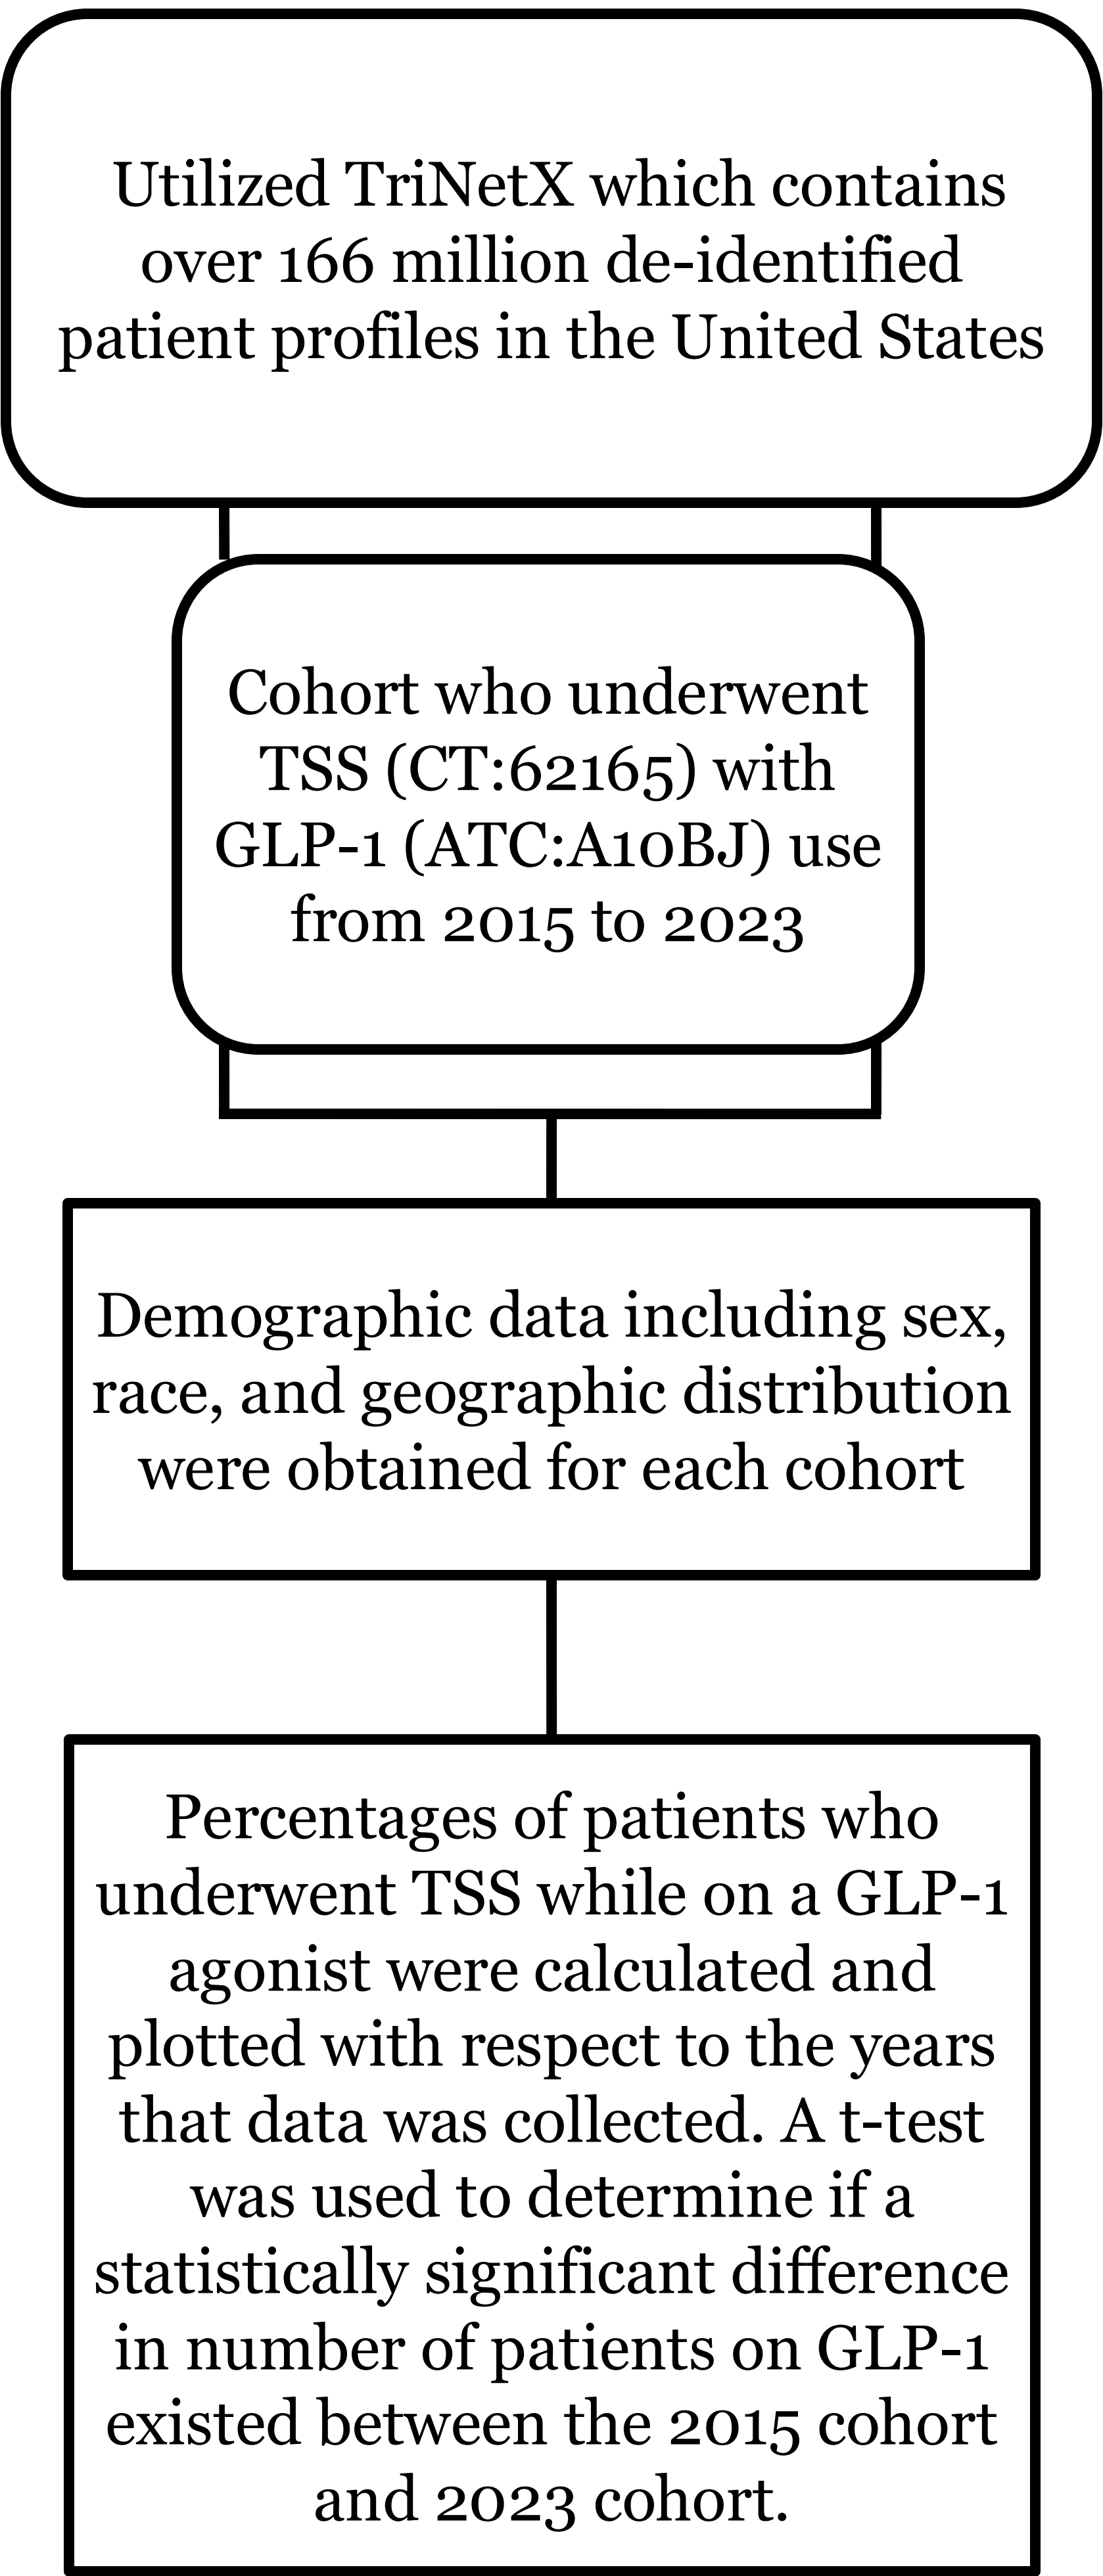 Utilized TriNetX which contains
over 166 million de-identified
patient profiles in the United States
Cohort who underwent
TSS (CT:62165) with
GLP-1 (ATC:A10BJ) use
from 2015 to 2023
Demographic data including sex,
race, and geographic distribution
were obtained for each cohort
Percentages of patients who
underwent TSS while on a GLP-1
agonist were calculated and
plotted with respect to the years
that data was collected. A t-test
was used to determine if a
statistically significant difference
in number of patients on GLP-1
existed between the 2015 cohort
and 2023 cohort.